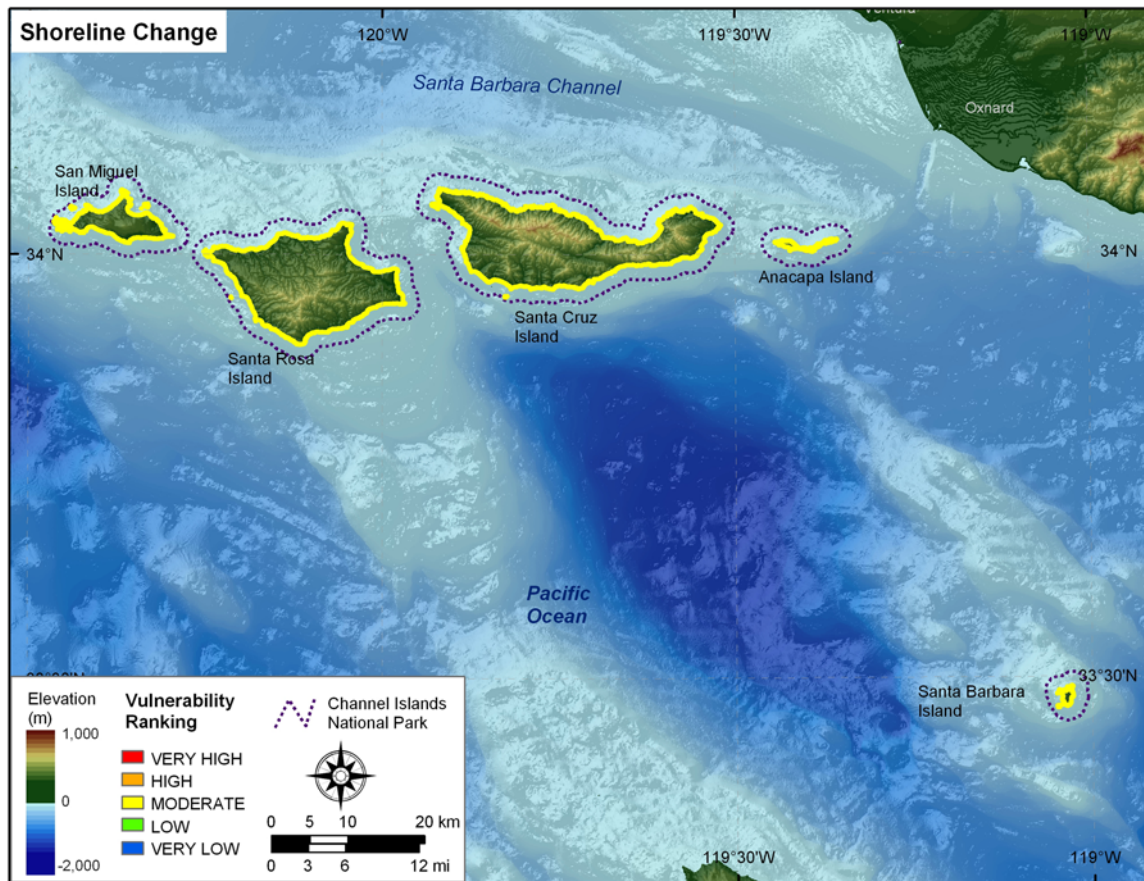 Shoreline Change
120°W
119°30'W
119°W
Ventura
Santa Barbara Channel
Oxnard
San Miguel
Island
34°N
34°N
Anacapa Island
Santa Cruz
Island
Santa Rosa
Island
Pacific
Ocean
33°30'N
33°30'N
Santa Barbara
Island
Elevation
(m)
1,000
0
-2,000
Vulnerability
Ranking
VERY HIGH
HIGH
MODERATE
LOW
VERY LOW
Channel Islands
National Park
0 5 10 20 km
0 3 6 12 mi
119°30'W
119°W